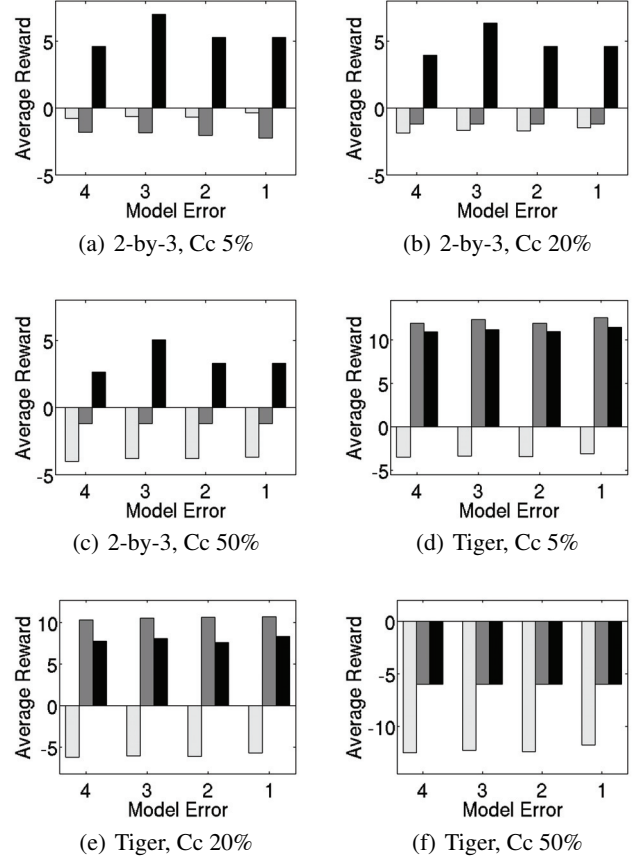 Average Reward
5
0
-5
4 3 2 1
Model Error
(a) 2-by-3, Cc 5%
Average Reward
5
0
-5
4 3 2 1
Model Error
(b) 2-by-3, Cc 20%
Average Reward
5
0
-5
4 3 2 1
Model Error
(c) 2-by-3, Cc 50%
Average Reward
10
5
0
-5
4 3 2 1
Model Error
(d) Tiger, Cc 5%
Average Reward
10
5
0
-5
4 3 2 1
Model Error
(e) Tiger, Cc 20%
Average Reward
0
-5
-10
4 3 2 1
Model Error
(f) Tiger, Cc 50%